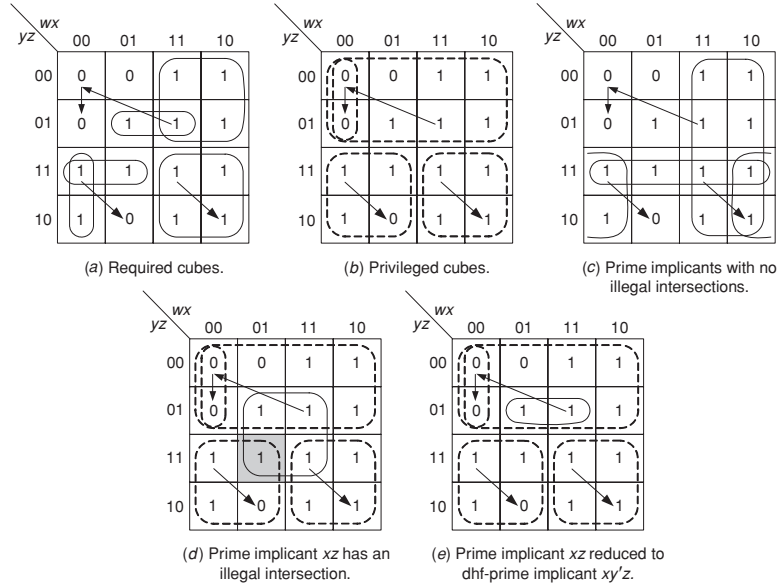 wx wx wx
yz 00 01 11 10 yz 00 01 11 10 yz 00 01 11 10
00 0 0 1 1 00 0 0 1 1 00 0 0 1 1
01 0 1 1 1 01 0 1 1 1 01 0 1 1 1
11 1 1 1 1 11 1 1 1 1 11 1 1 1 1
10 1 0 1 1 10 1 0 1 1 10 1 0 1 1
(a) Required cubes. (b) Privileged cubes. (c) Prime implicants with no
illegal intersections.
wx wx
yz 00 01 11 10 yz 00 01 11 10
00 0 0 1 1 00 0 0 1 1
01 0 1 1 1 01 0 1 1 1
11 1 1 1 1 11 1 1 1 1
10 1 0 1 1 10 1 0 1 1
(d) Prime implicant xz has an (e) Prime implicant xz reduced to
illegal intersection. dhf-prime implicant xy'z.